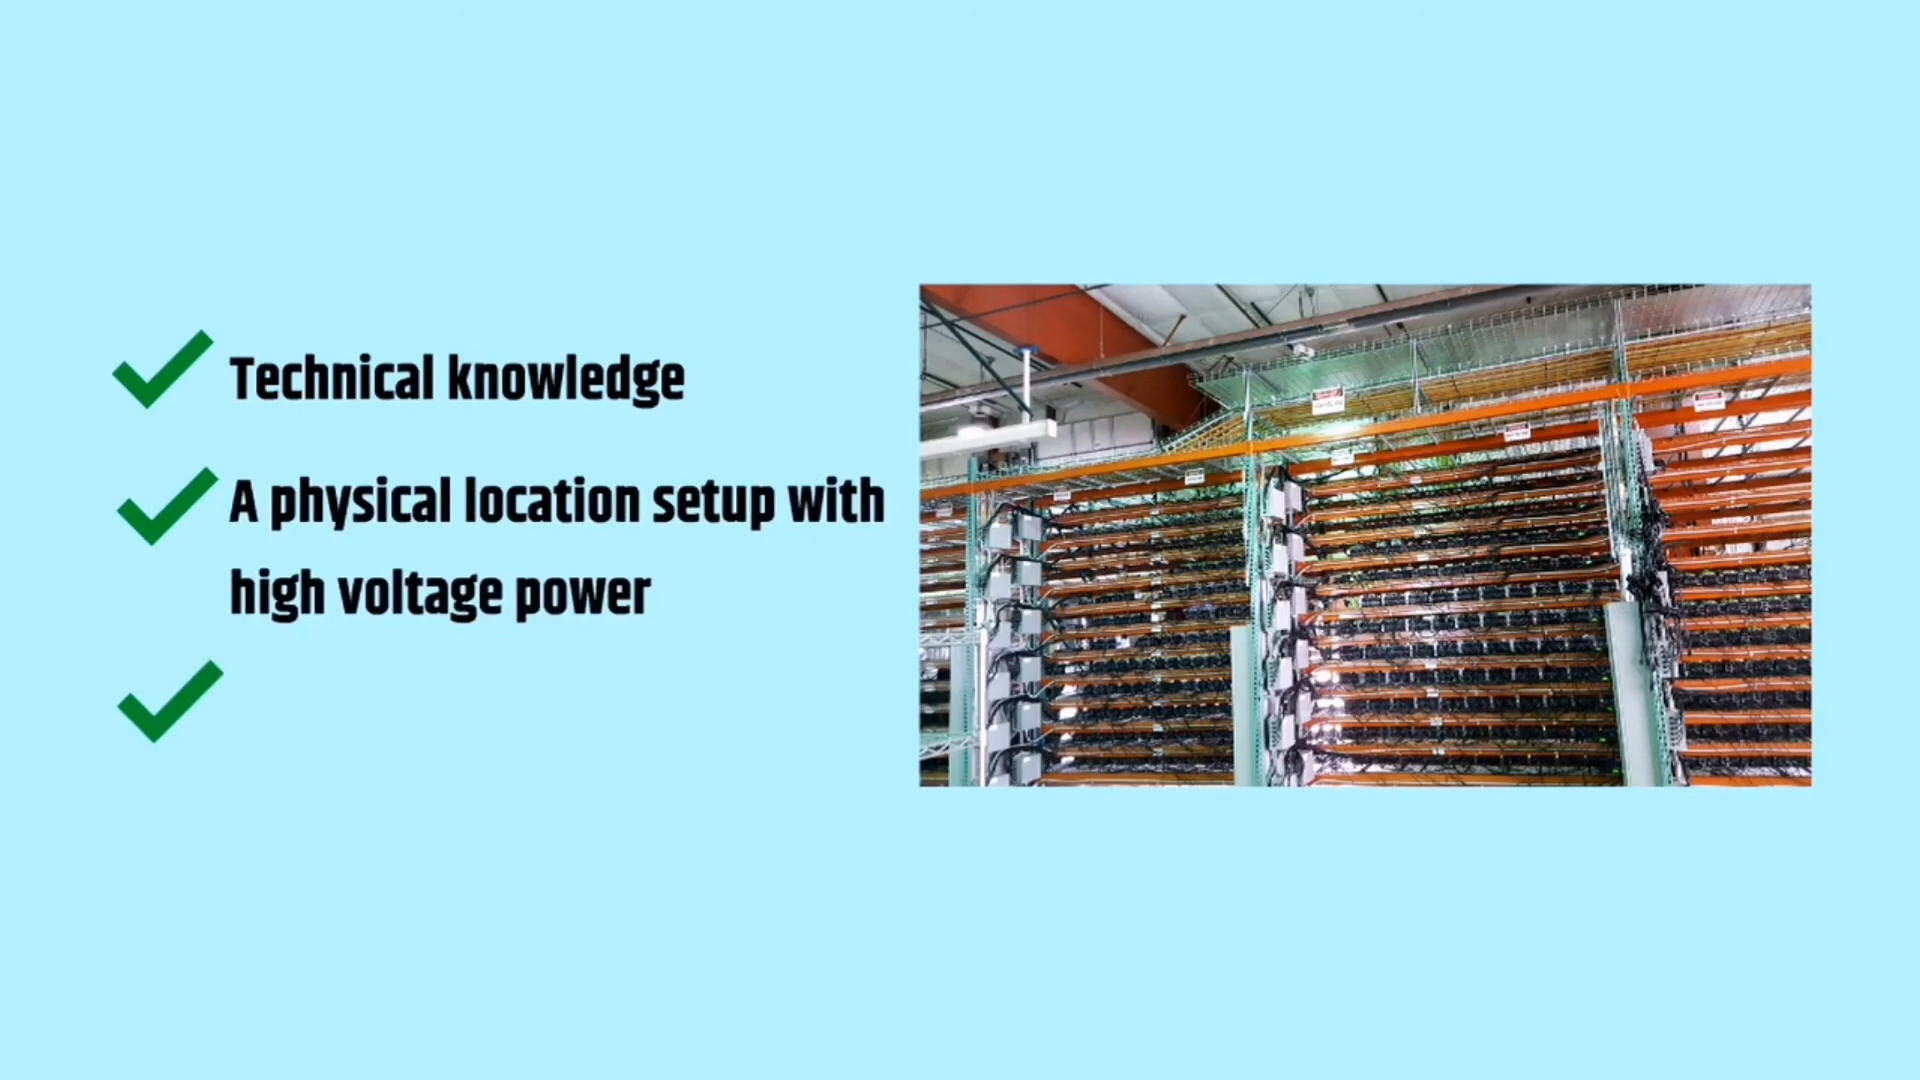 Technical knowledge
A physical location setup with
high voltage power